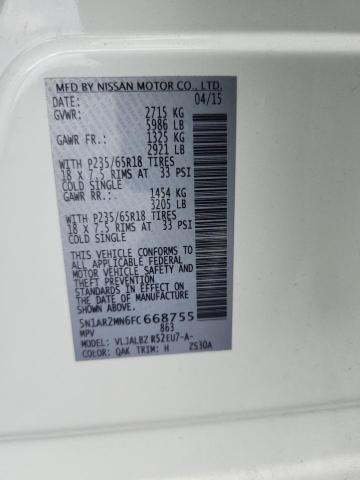 MFD BY NISSAN MOTOR CO., LTD.
DATE: 04/15
GVWR: 2715 KG
5986 LB
GAWR FR.: 1325 KG
2921 LB
WITH P235/65R18 TIRES
18 X 7.5 RIMS AT 33 PSI
COLD SINGLE
GAWR RR.: 1454 KG
3205 LB
WITH P235/65R18 TIRES
18 X 7.5 RIMS AT 33 PSI
COLD SINGLE
THIS VEHICLE CONFORMS TO
ALL APPLICABLE FEDERAL
MOTOR VEHICLE SAFETY AND
THEFT PREVENTION
STANDARDS IN EFFECT ON
THE DATE OF MANUFACTURE
SHOWN ABOVE.
5N1AR2MN6FC668755
MPV 863
MODEL: VLJALBZ R52EU7-A-
COLOR: QAK TRIM: H ZS30A